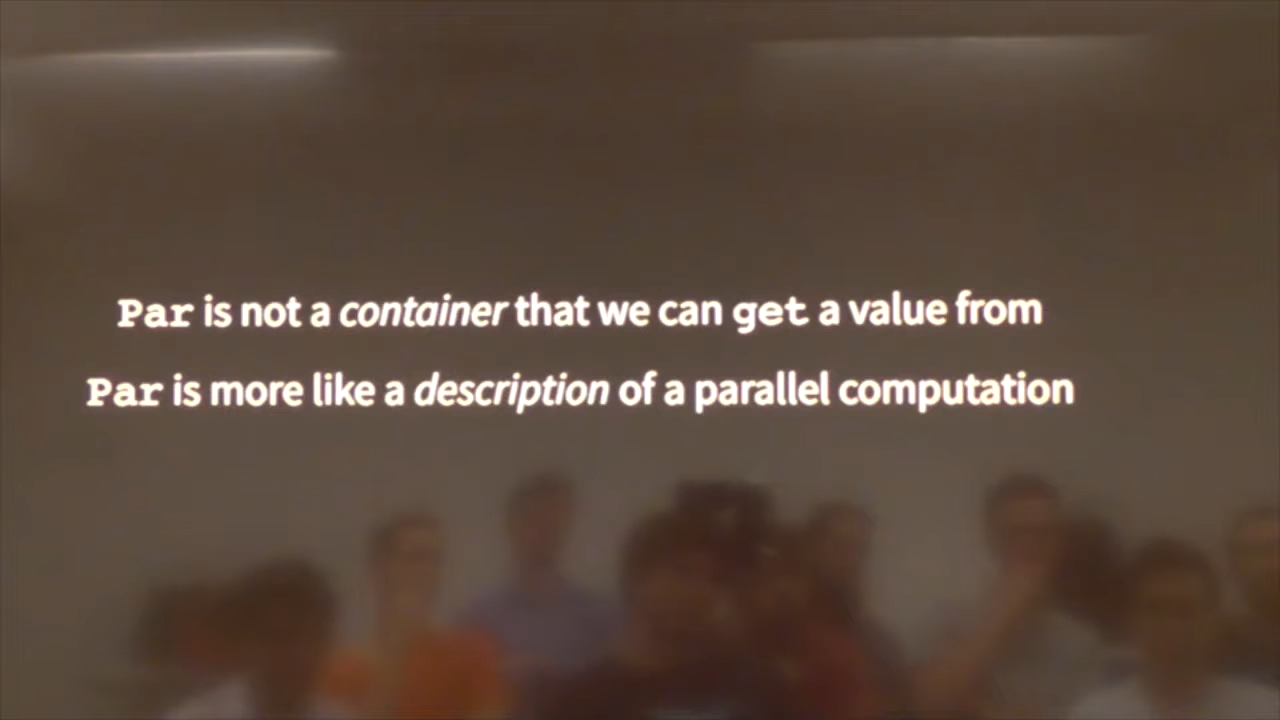 Par is not a container that we can get a value from
Par is more like a description of a parallel computation